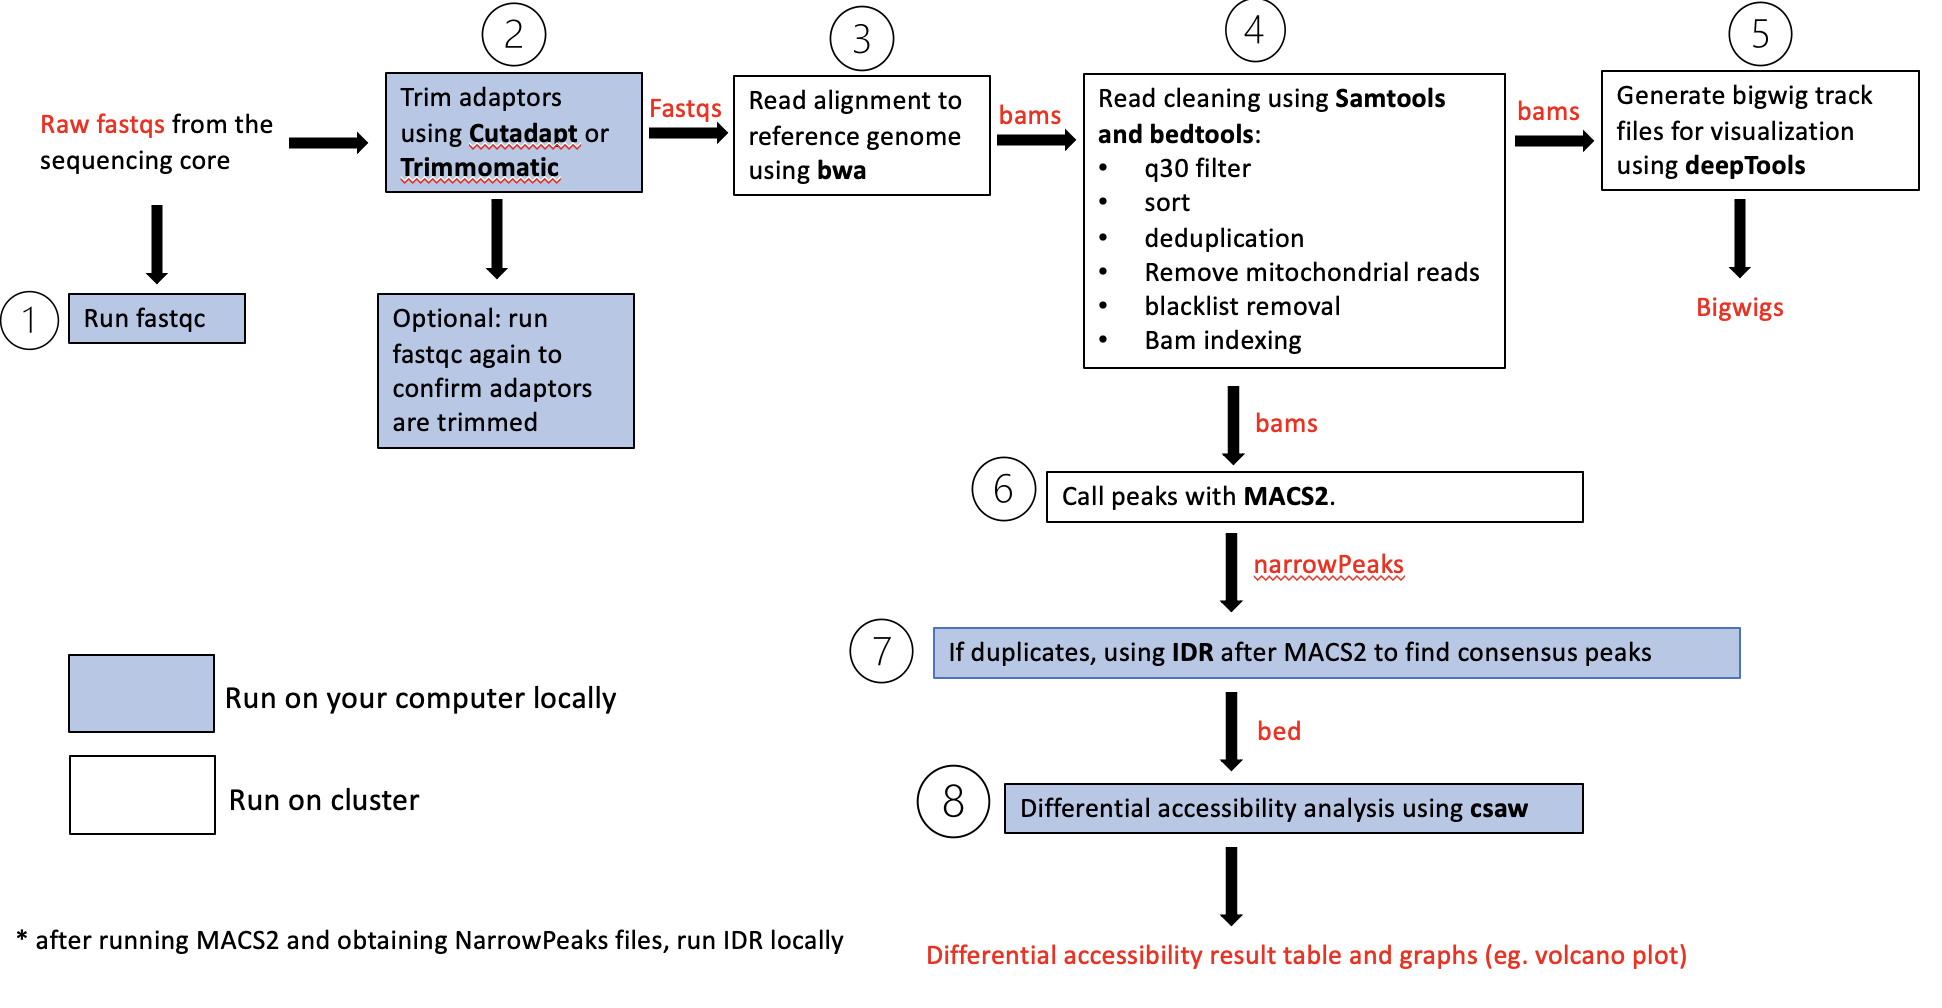 1
Raw fastqs from the
sequencing core
Run fastqc
2
Trim adaptors
using Cutadapt or
Trimmomatic
Optional: run
fastqc again to
confirm adaptors
are trimmed
Fastqs
3
Read alignment to
reference genome
using bwa
bams
4
Read cleaning using Samtools
and bedtools:
• q30 filter
• sort
• deduplication
• Remove mitochondrial reads
• blacklist removal
• Bam indexing
bams
5
Generate bigwig track
files for visualization
using deepTools
Bigwigs
bams
6
Call peaks with MACS2.
narrowPeaks
7
If duplicates, using IDR after MACS2 to find consensus peaks
bed
8
Differential accessibility analysis using csaw
Differential accessibility result table and graphs (eg. volcano plot)
Run on your computer locally
Run on cluster
* after running MACS2 and obtaining NarrowPeaks files, run IDR locally